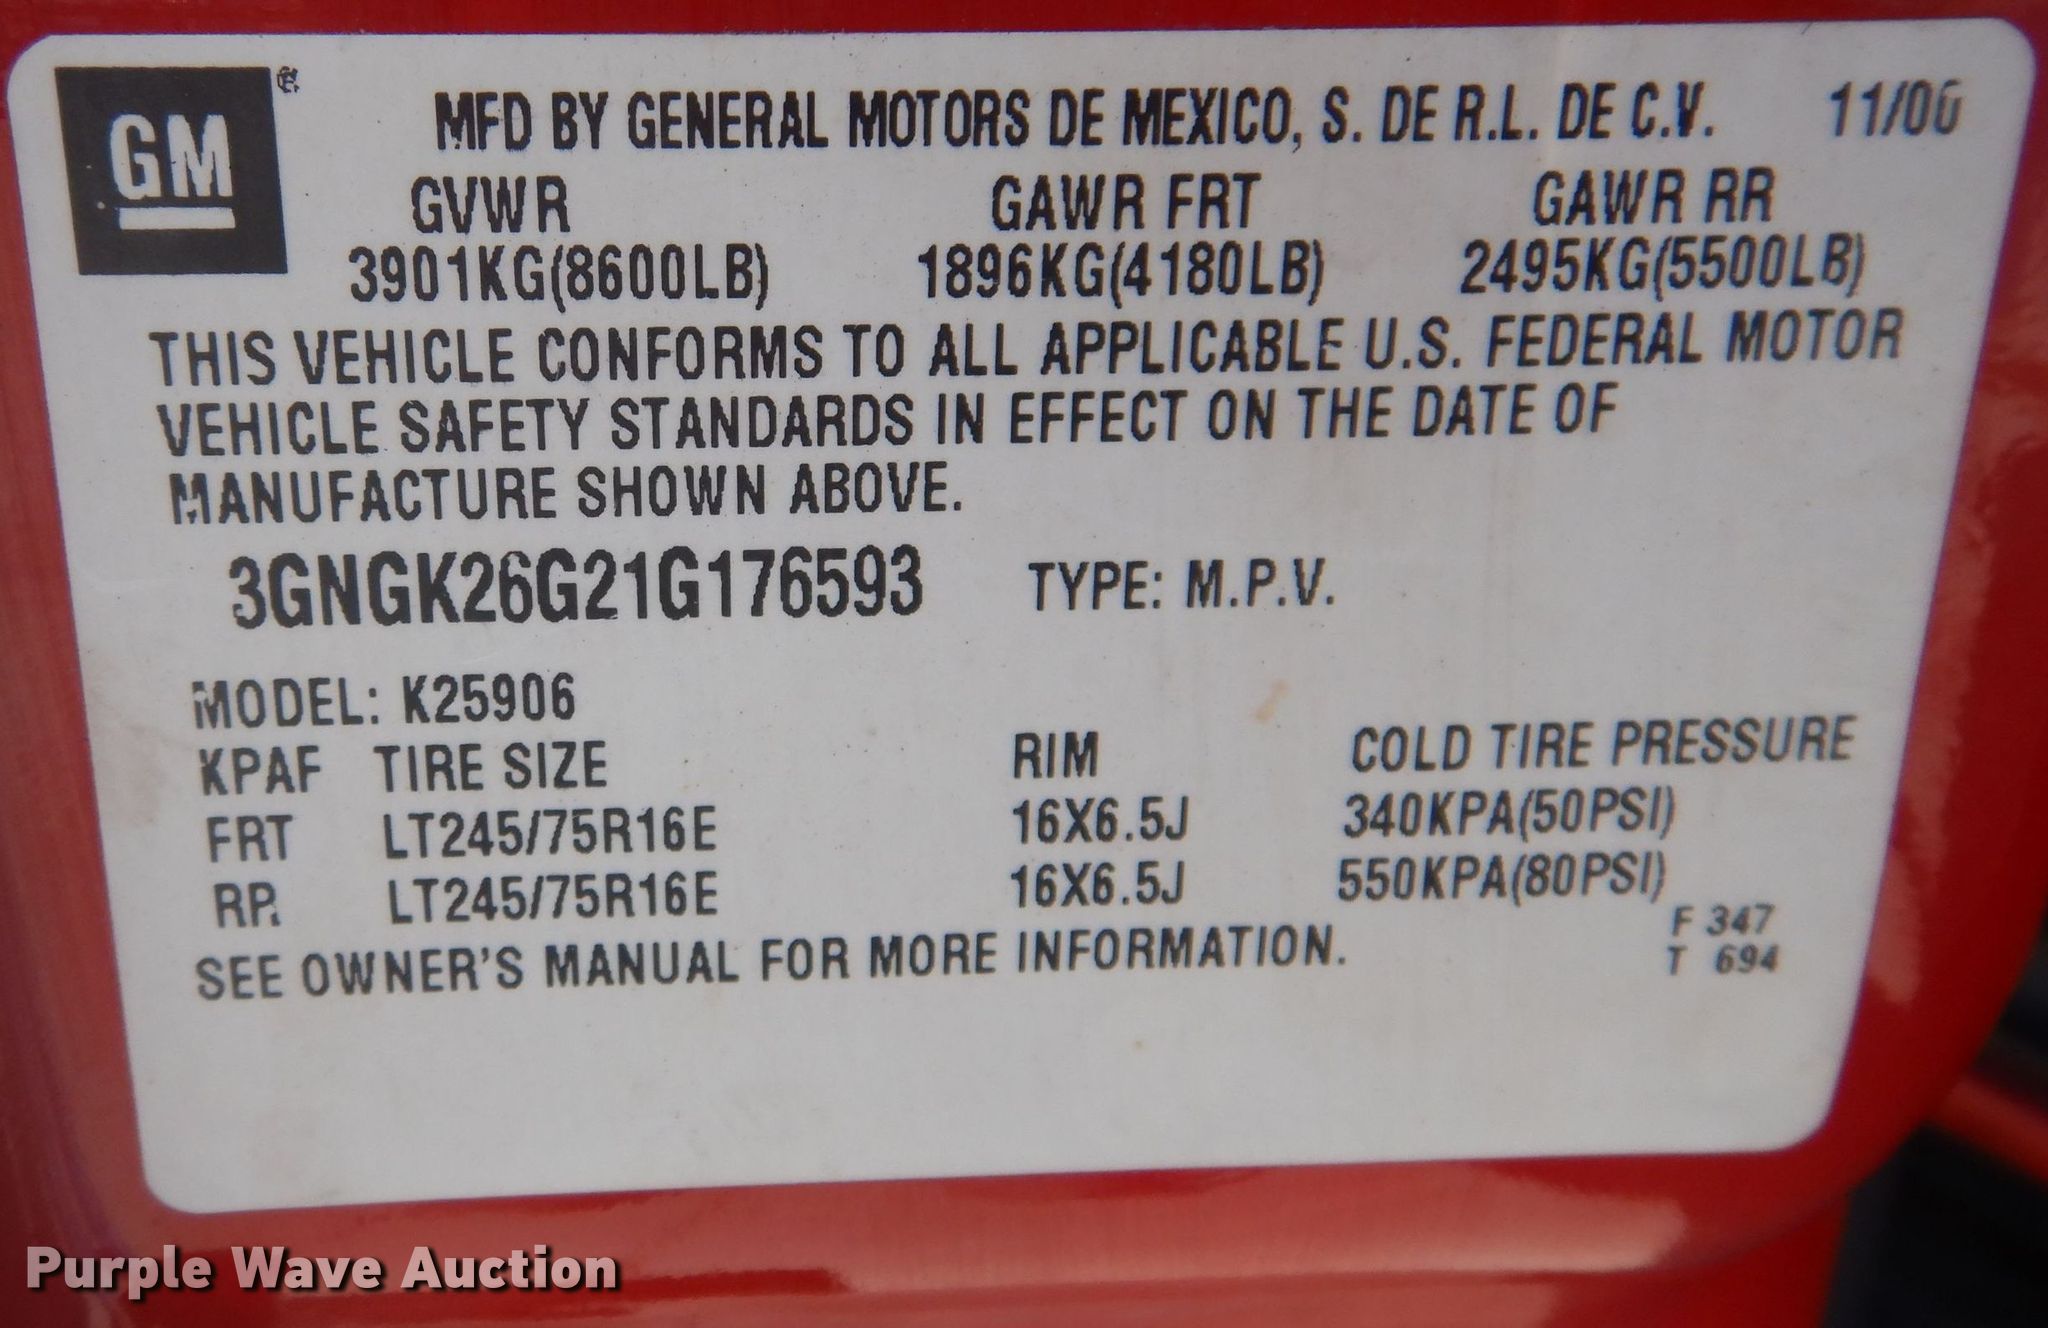 GM®
MFD BY GENERAL MOTORS DE MEXICO, S. DE R.L. DE C.V. 11/00
GVWR GAWR FRT GAWR RR
3901KG(8600LB) 1896KG(4180LB) 2495KG(5500LB)
THIS VEHICLE CONFORMS TO ALL APPLICABLE U.S. FEDERAL MOTOR
VEHICLE SAFETY STANDARDS IN EFFECT ON THE DATE OF
MANUFACTURE SHOWN ABOVE.
3GNGK26G21G176593 TYPE: M.P.V.
MODEL: K25906
KPAF TIRE SIZE RIM COLD TIRE PRESSURE
FRT LT245/75R16E 16X6.5J 340KPA(50PSI)
RR LT245/75R16E 16X6.5J 550KPA(80PSI)
F 347
T 694
SEE OWNER'S MANUAL FOR MORE INFORMATION.
Purple Wave Auction